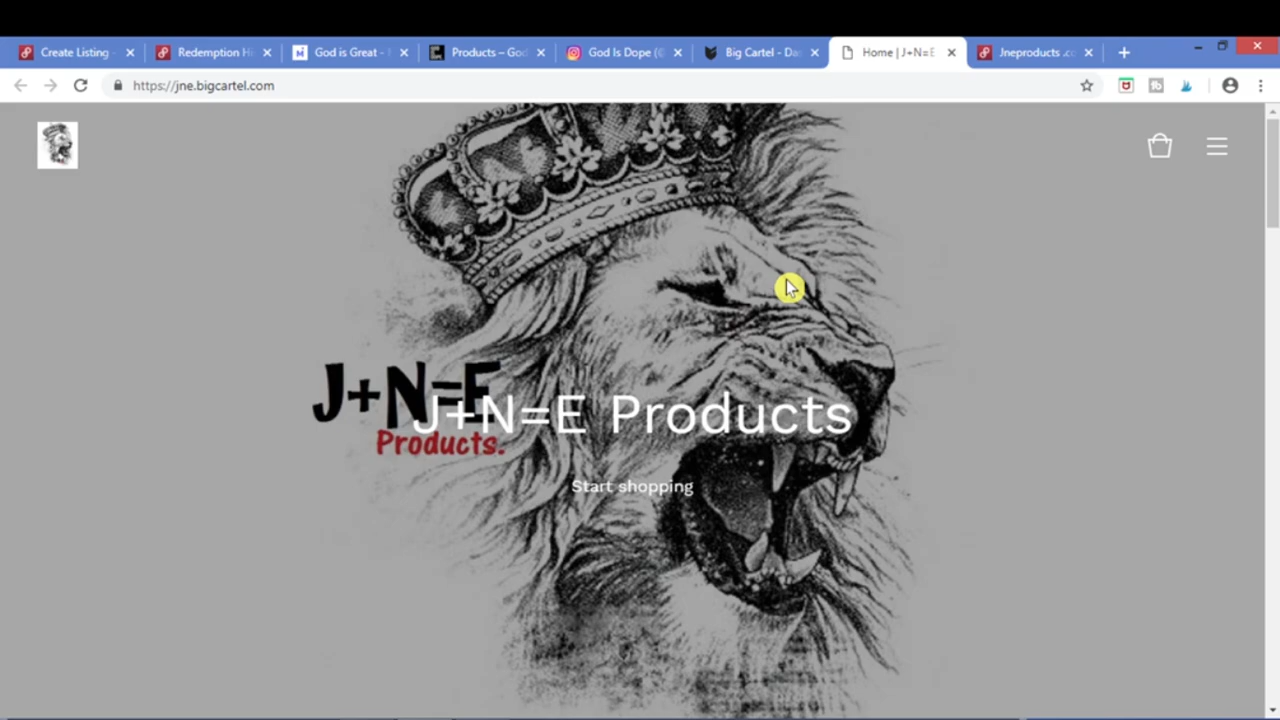 Create Listing -
Redemption Hi
God is Great -
Products – God
God Is Dope (@
Big Cartel - Da
Home | J+N=E
Jneproducts .co
https://jne.bigcartel.com
J+N=E
Products.
J+N=E Products
Start shopping